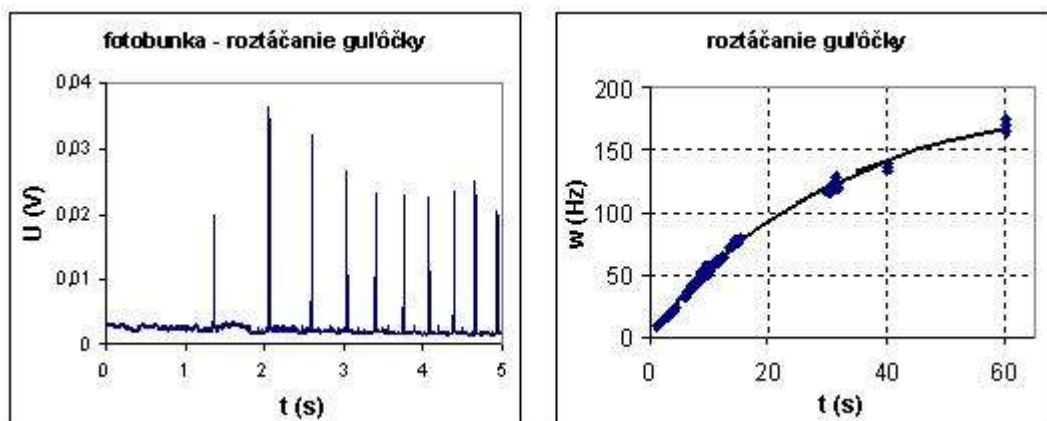 fotobunka - roztáčanie guľôčky
0,04
0,03
0,02
0,01
0
U (V)
0 1 2 3 4 5
t (s)
roztáčanie guľôčky
200
150
100
50
0
w (Hz)
0 20 40 60
t (s)